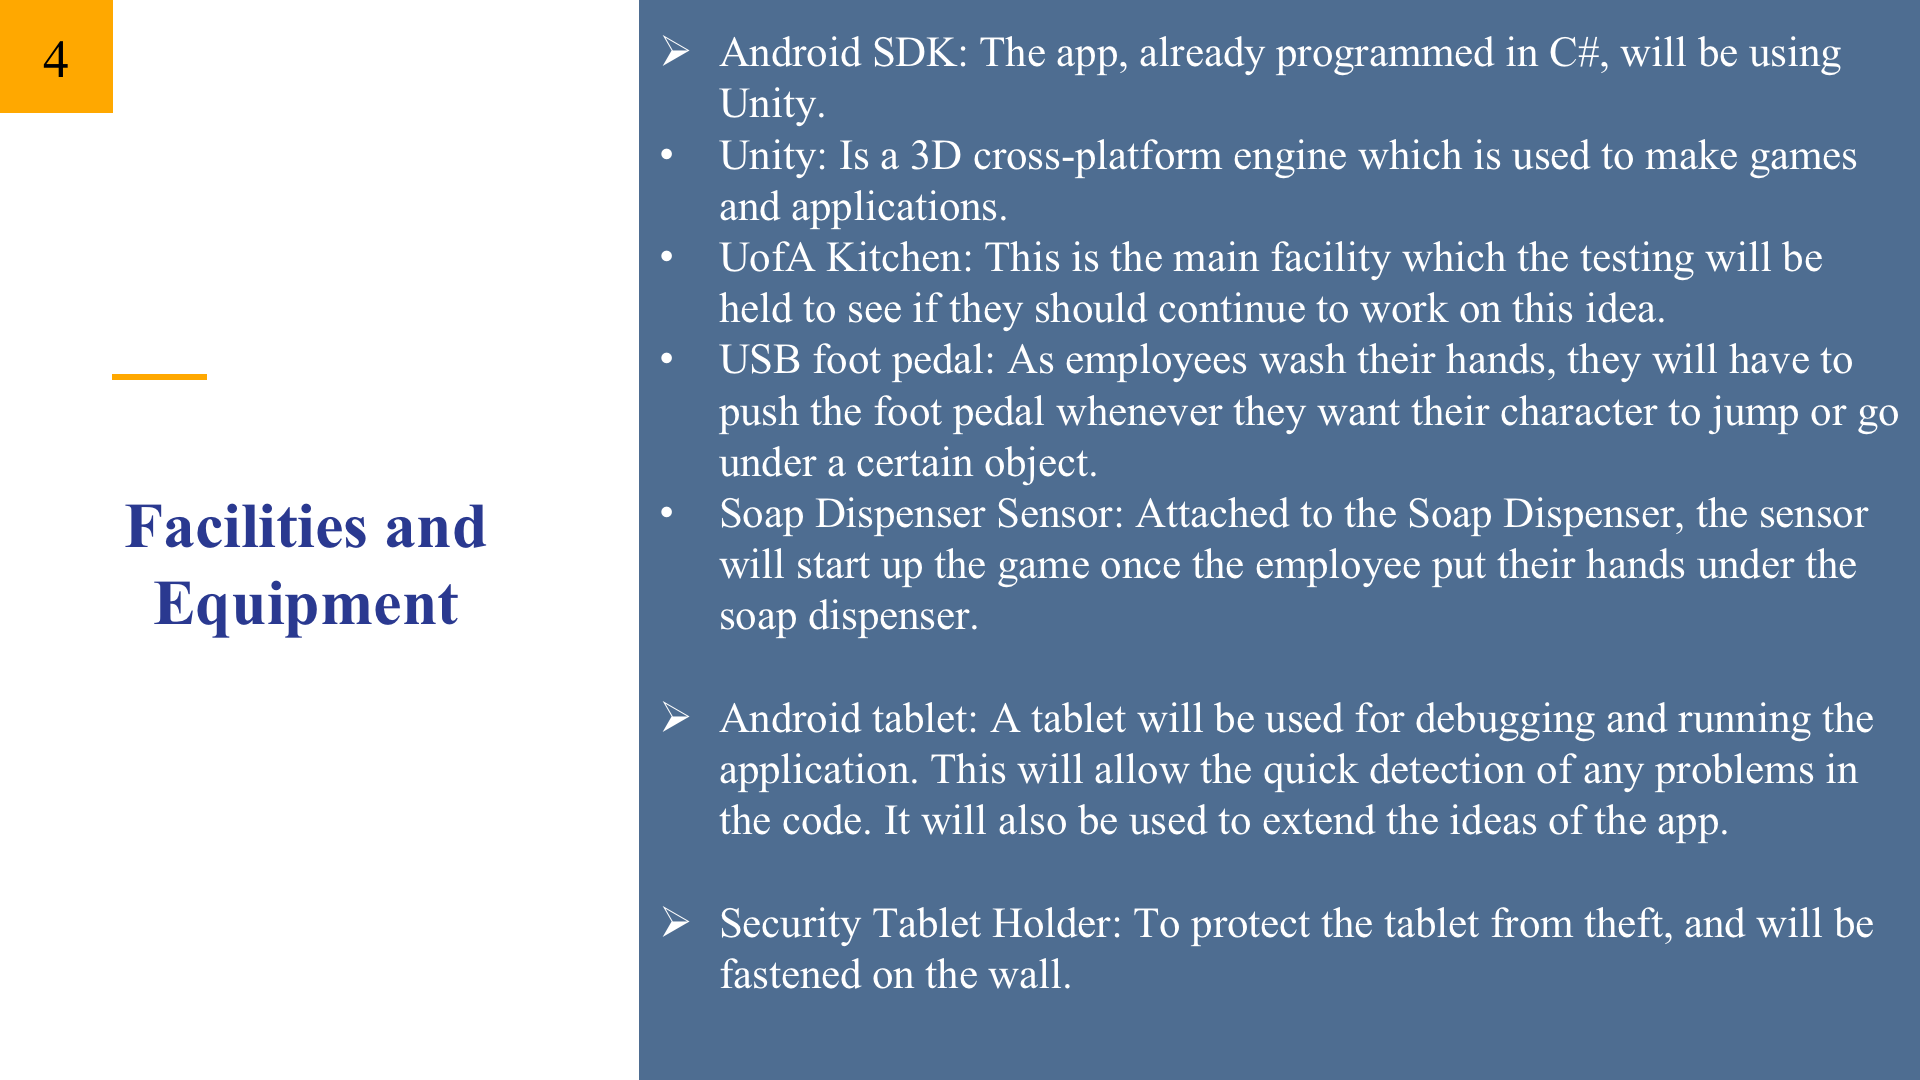 4
Facilities and
Equipment
➢ Android SDK: The app, already programmed in C#, will be using
Unity.
• Unity: Is a 3D cross-platform engine which is used to make games
and applications.
• UofA Kitchen: This is the main facility which the testing will be
held to see if they should continue to work on this idea.
• USB foot pedal: As employees wash their hands, they will have to
push the foot pedal whenever they want their character to jump or go
under a certain object.
• Soap Dispenser Sensor: Attached to the Soap Dispenser, the sensor
will start up the game once the employee put their hands under the
soap dispenser.
➢ Android tablet: A tablet will be used for debugging and running the
application. This will allow the quick detection of any problems in
the code. It will also be used to extend the ideas of the app.
➢ Security Tablet Holder: To protect the tablet from theft, and will be
fastened on the wall.